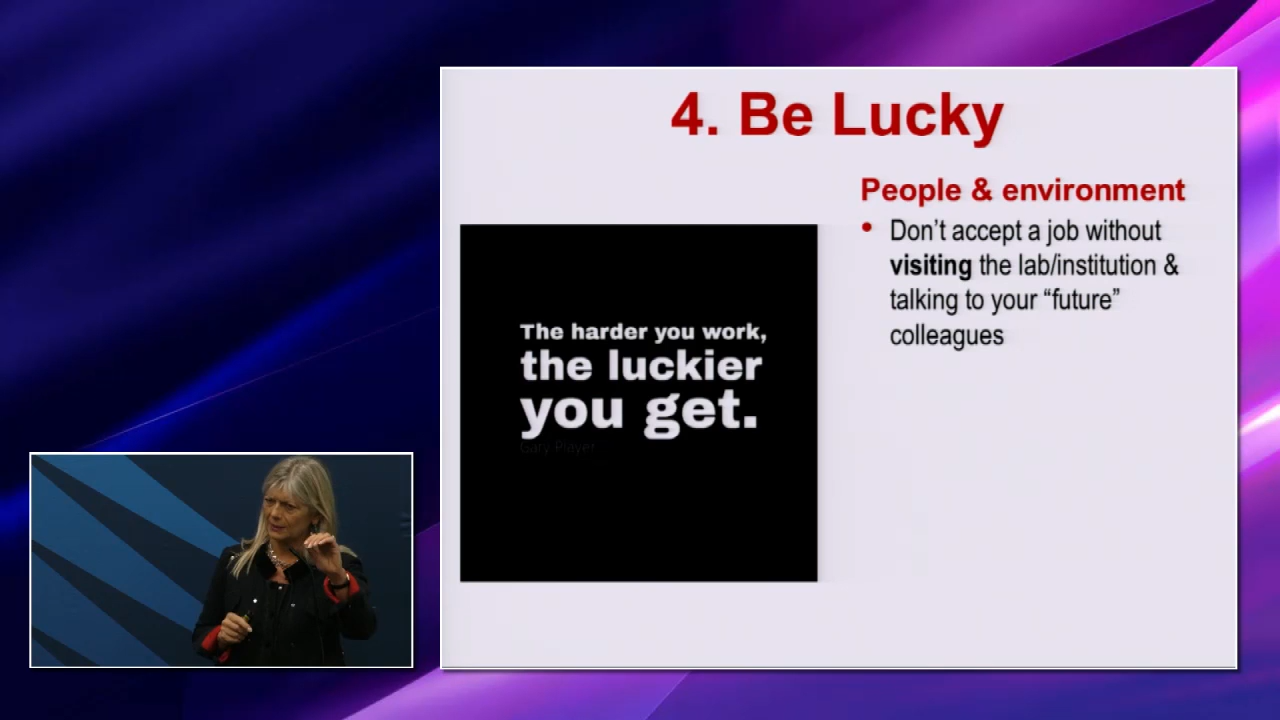 4. Be Lucky
People & environment
• Don’t accept a job without
visiting the lab/institution &
talking to your “future”
colleagues
The harder you work,
the luckier
you get.
Gary Player